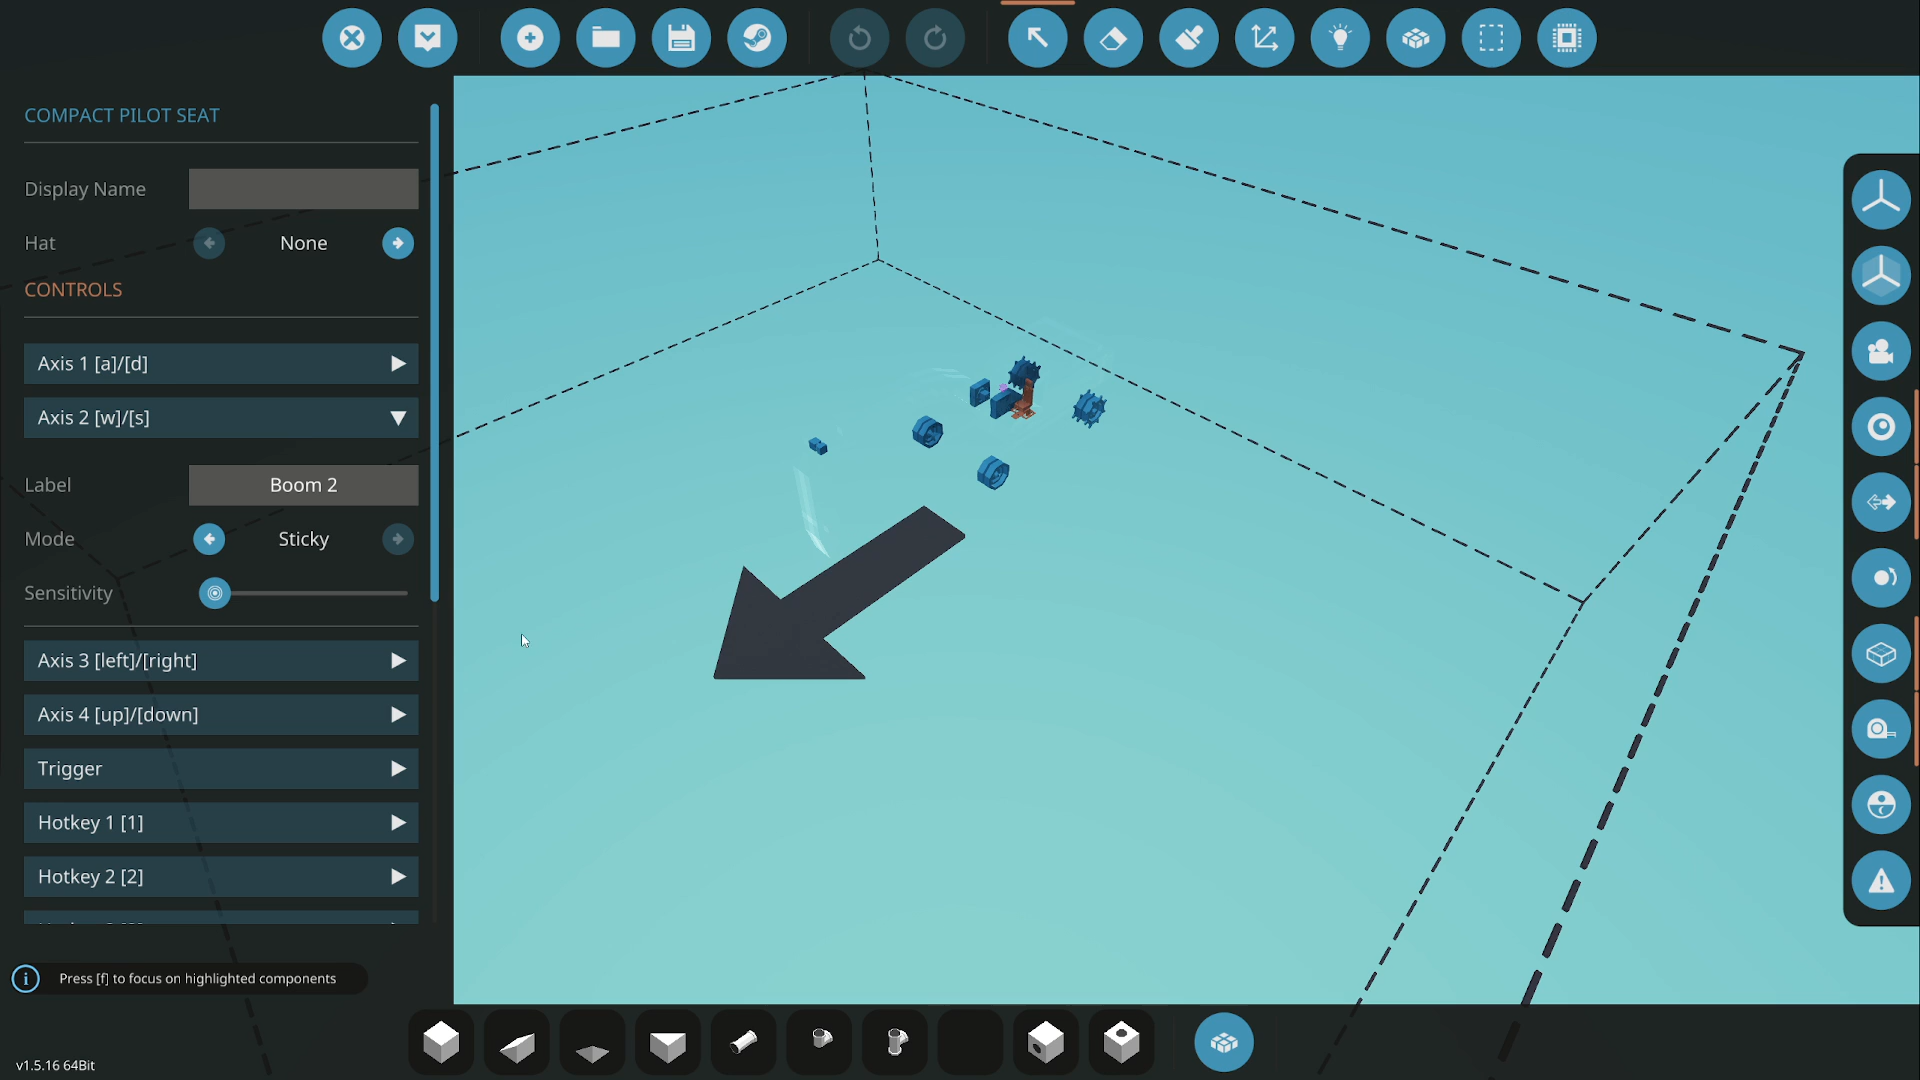 COMPACT PILOT SEAT
Display Name
Hat
None
CONTROLS
Axis 1 [a]/[d]
Axis 2 [w]/[s]
Label
Boom 2
Mode
Sticky
Sensitivity
Axis 3 [left]/[right]
Axis 4 [up]/[down]
Trigger
Hotkey 1 [1]
Hotkey 2 [2]
Press [f] to focus on highlighted components
v1.5.16 64Bit